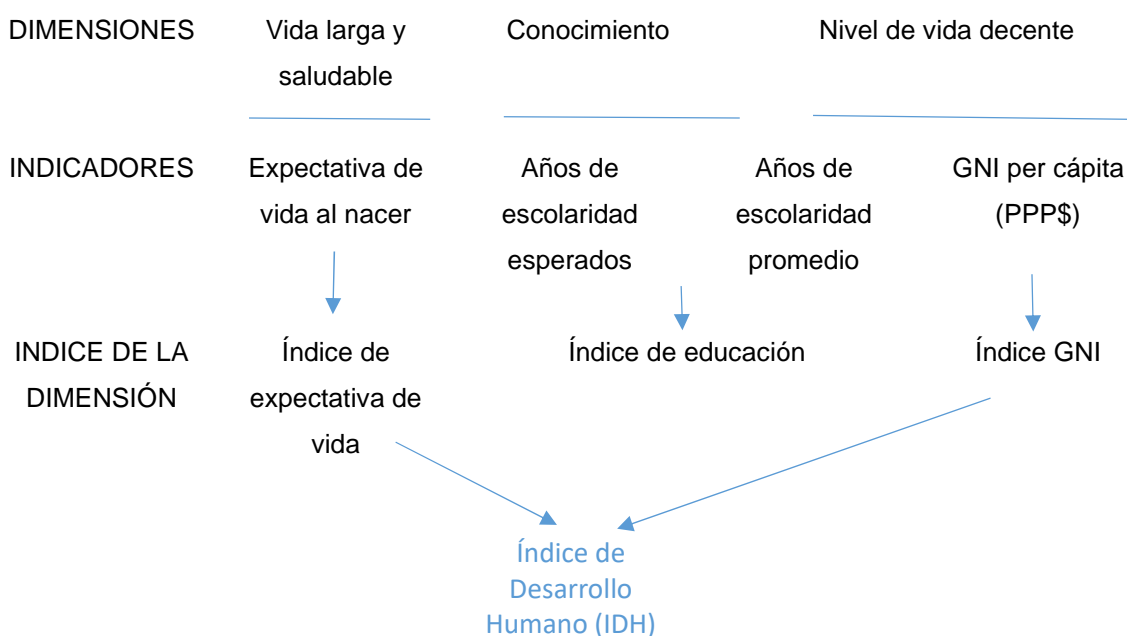 DIMENSIONES Vida larga y Conocimiento Nivel de vida decente
saludable
INDICADORES Expectativa de Años de Años de GNI per cápita
vida al nacer escolaridad escolaridad (PPP$)
esperados promedio
INDICE DE LA Índice de Índice de educación Índice GNI
DIMENSIÓN expectativa de
vida
Índice de
Desarrollo
Humano (IDH)